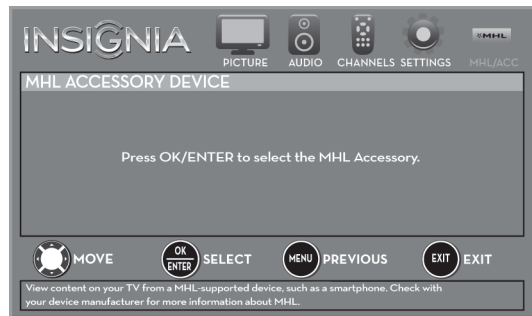 INSIGNIA
PICTURE AUDIO CHANNELS SETTINGS MHL/ACC
MHL
MHL ACCESSORY DEVICE
Press OK/ENTER to select the MHL Accessory.
MOVE OK ENTER SELECT MENU PREVIOUS EXIT EXIT
View content on your TV from a MHL-supported device, such as a smartphone. Check with
your device manufacturer for more information about MHL.